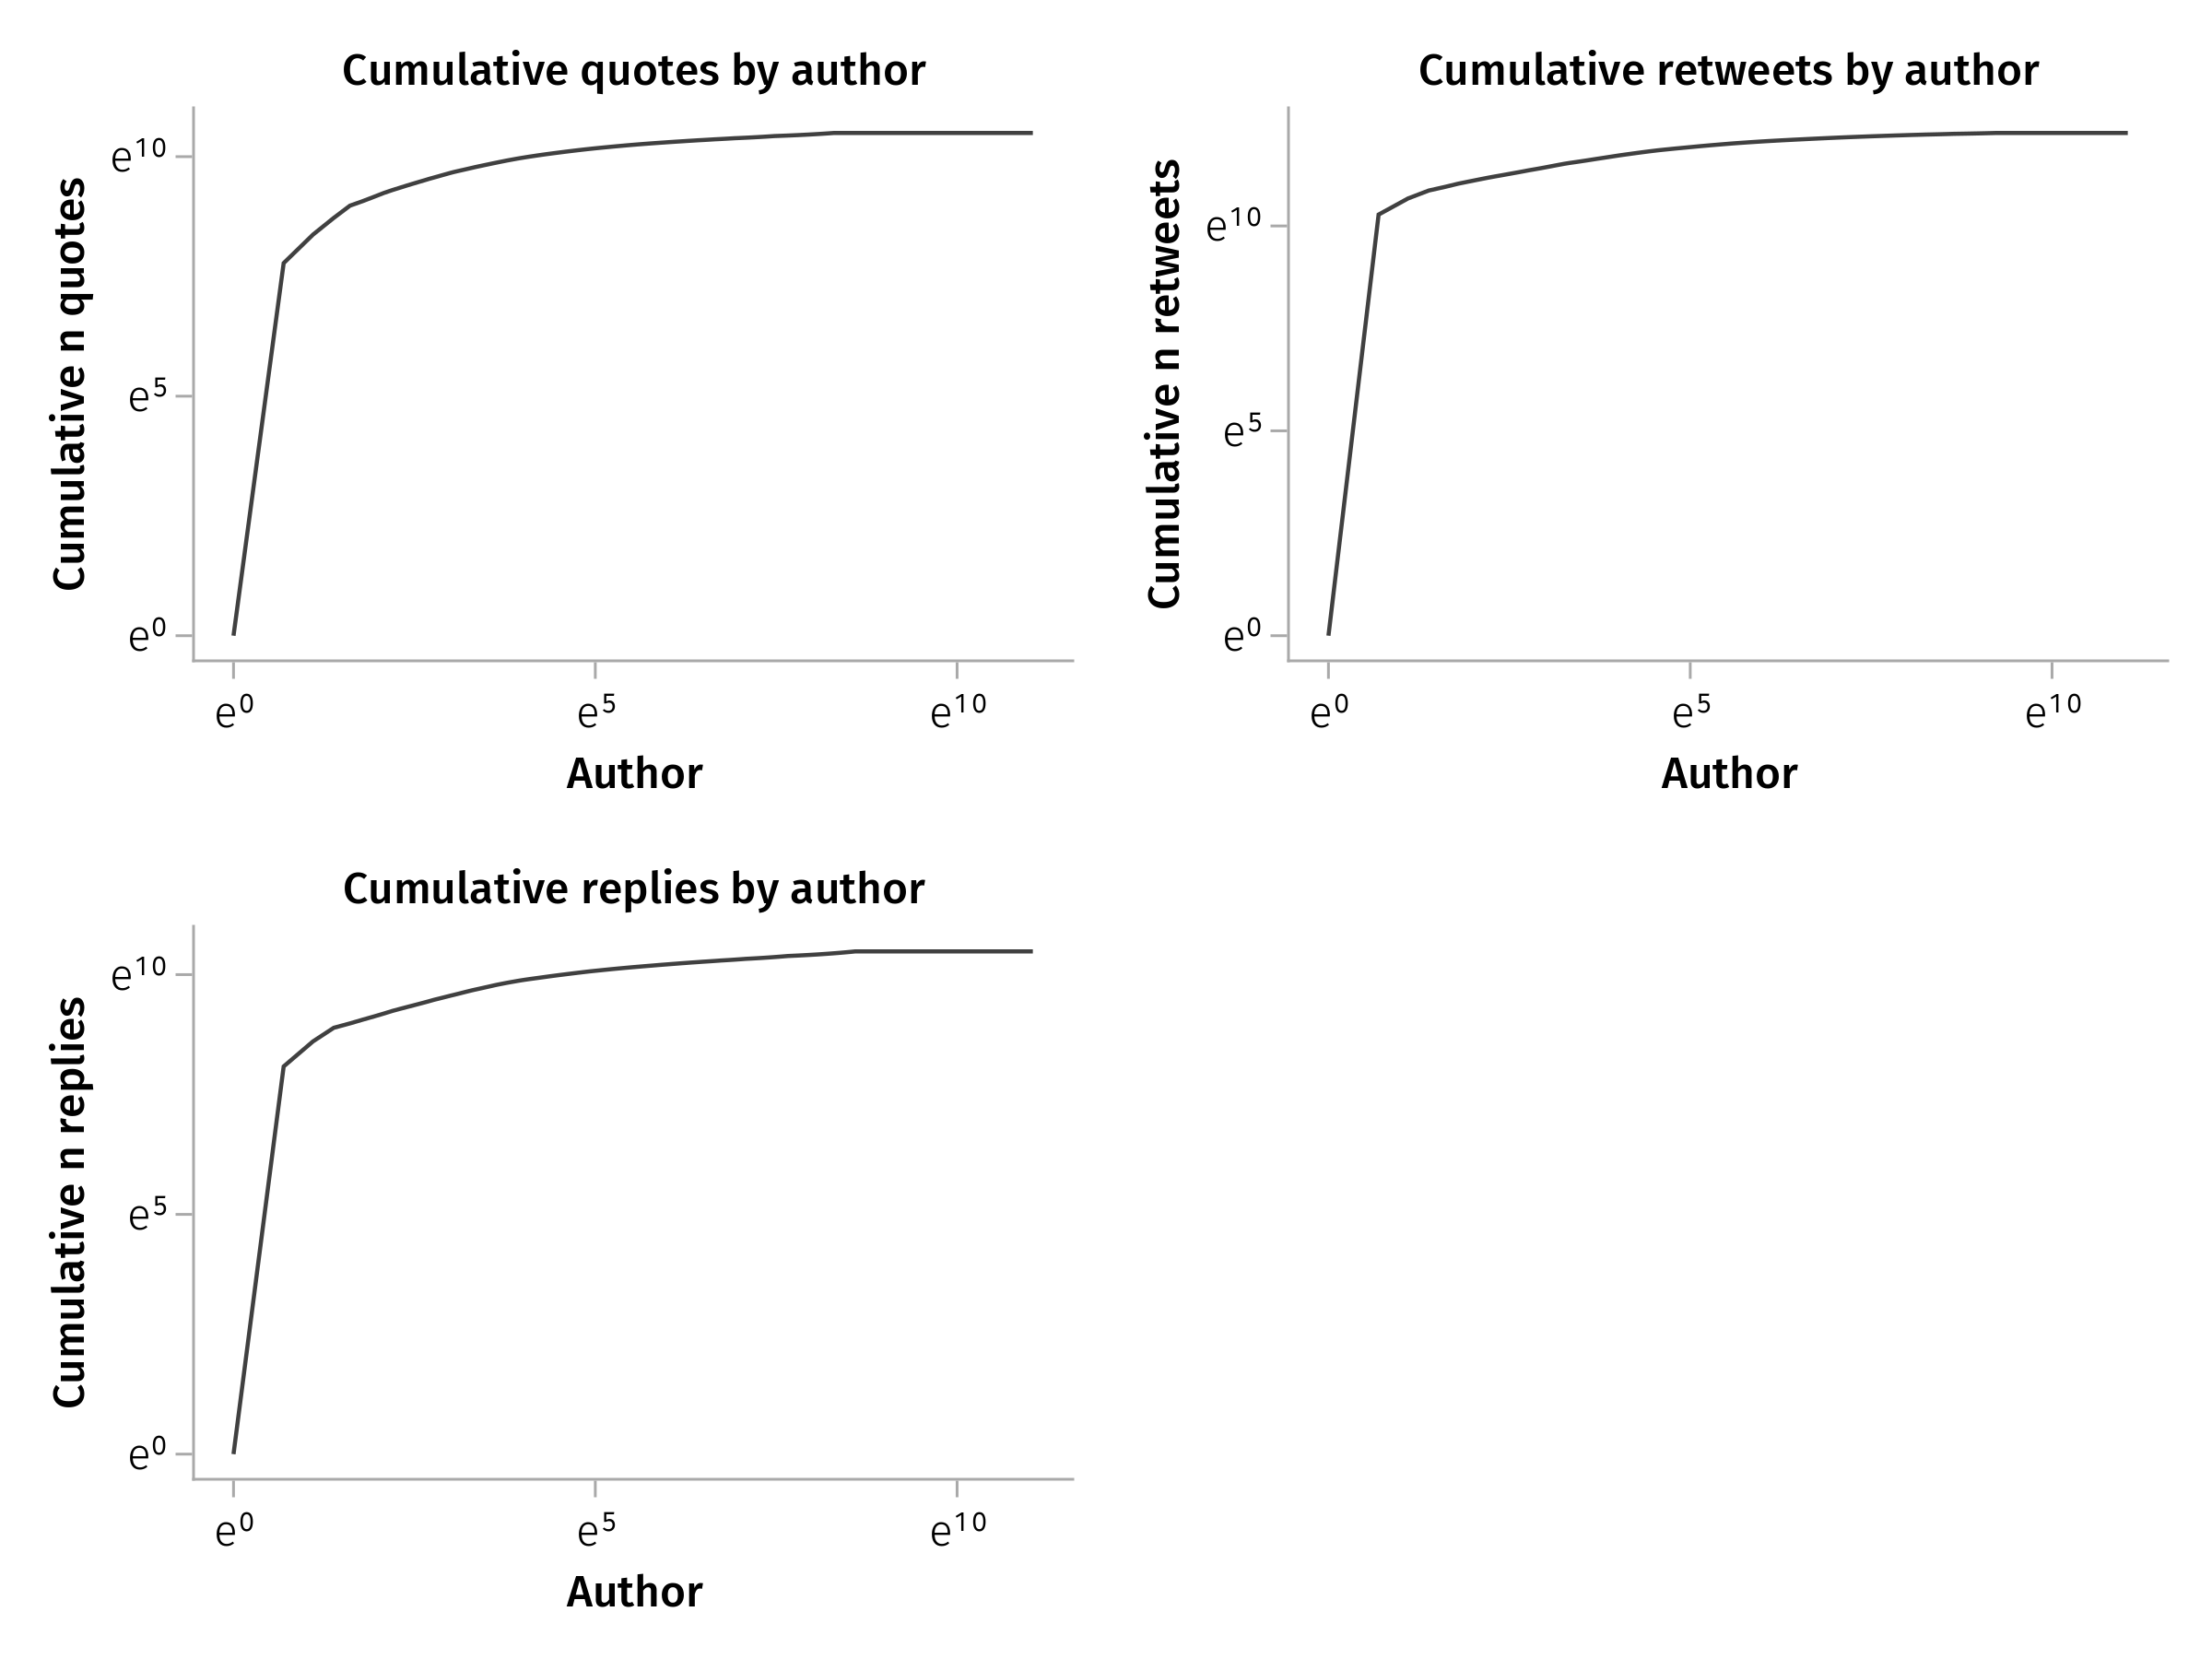 Cumulative quotes by author
Cumulative n quotes
e¹⁰
e⁵
e⁰
e⁰ e⁵ e¹⁰
Author
Cumulative retweets by author
Cumulative n retweets
e¹⁰
e⁵
e⁰
e⁰ e⁵ e¹⁰
Author
Cumulative replies by author
Cumulative n replies
e¹⁰
e⁵
e⁰
e⁰ e⁵ e¹⁰
Author